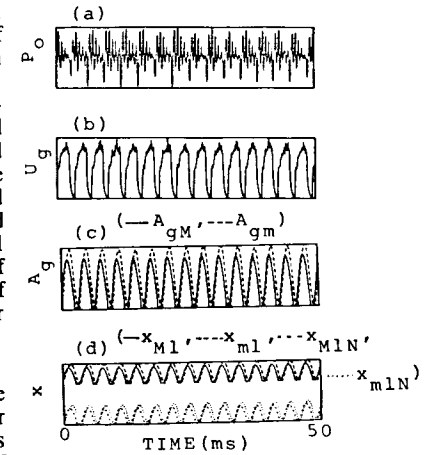 (a)
P o
(b)
U g
(c) (—A gM, ---A gm)
A g
(d) (—x M1, ----x m1, ···x M1N,
......x m1N)
x
0 50
TIME(ms)